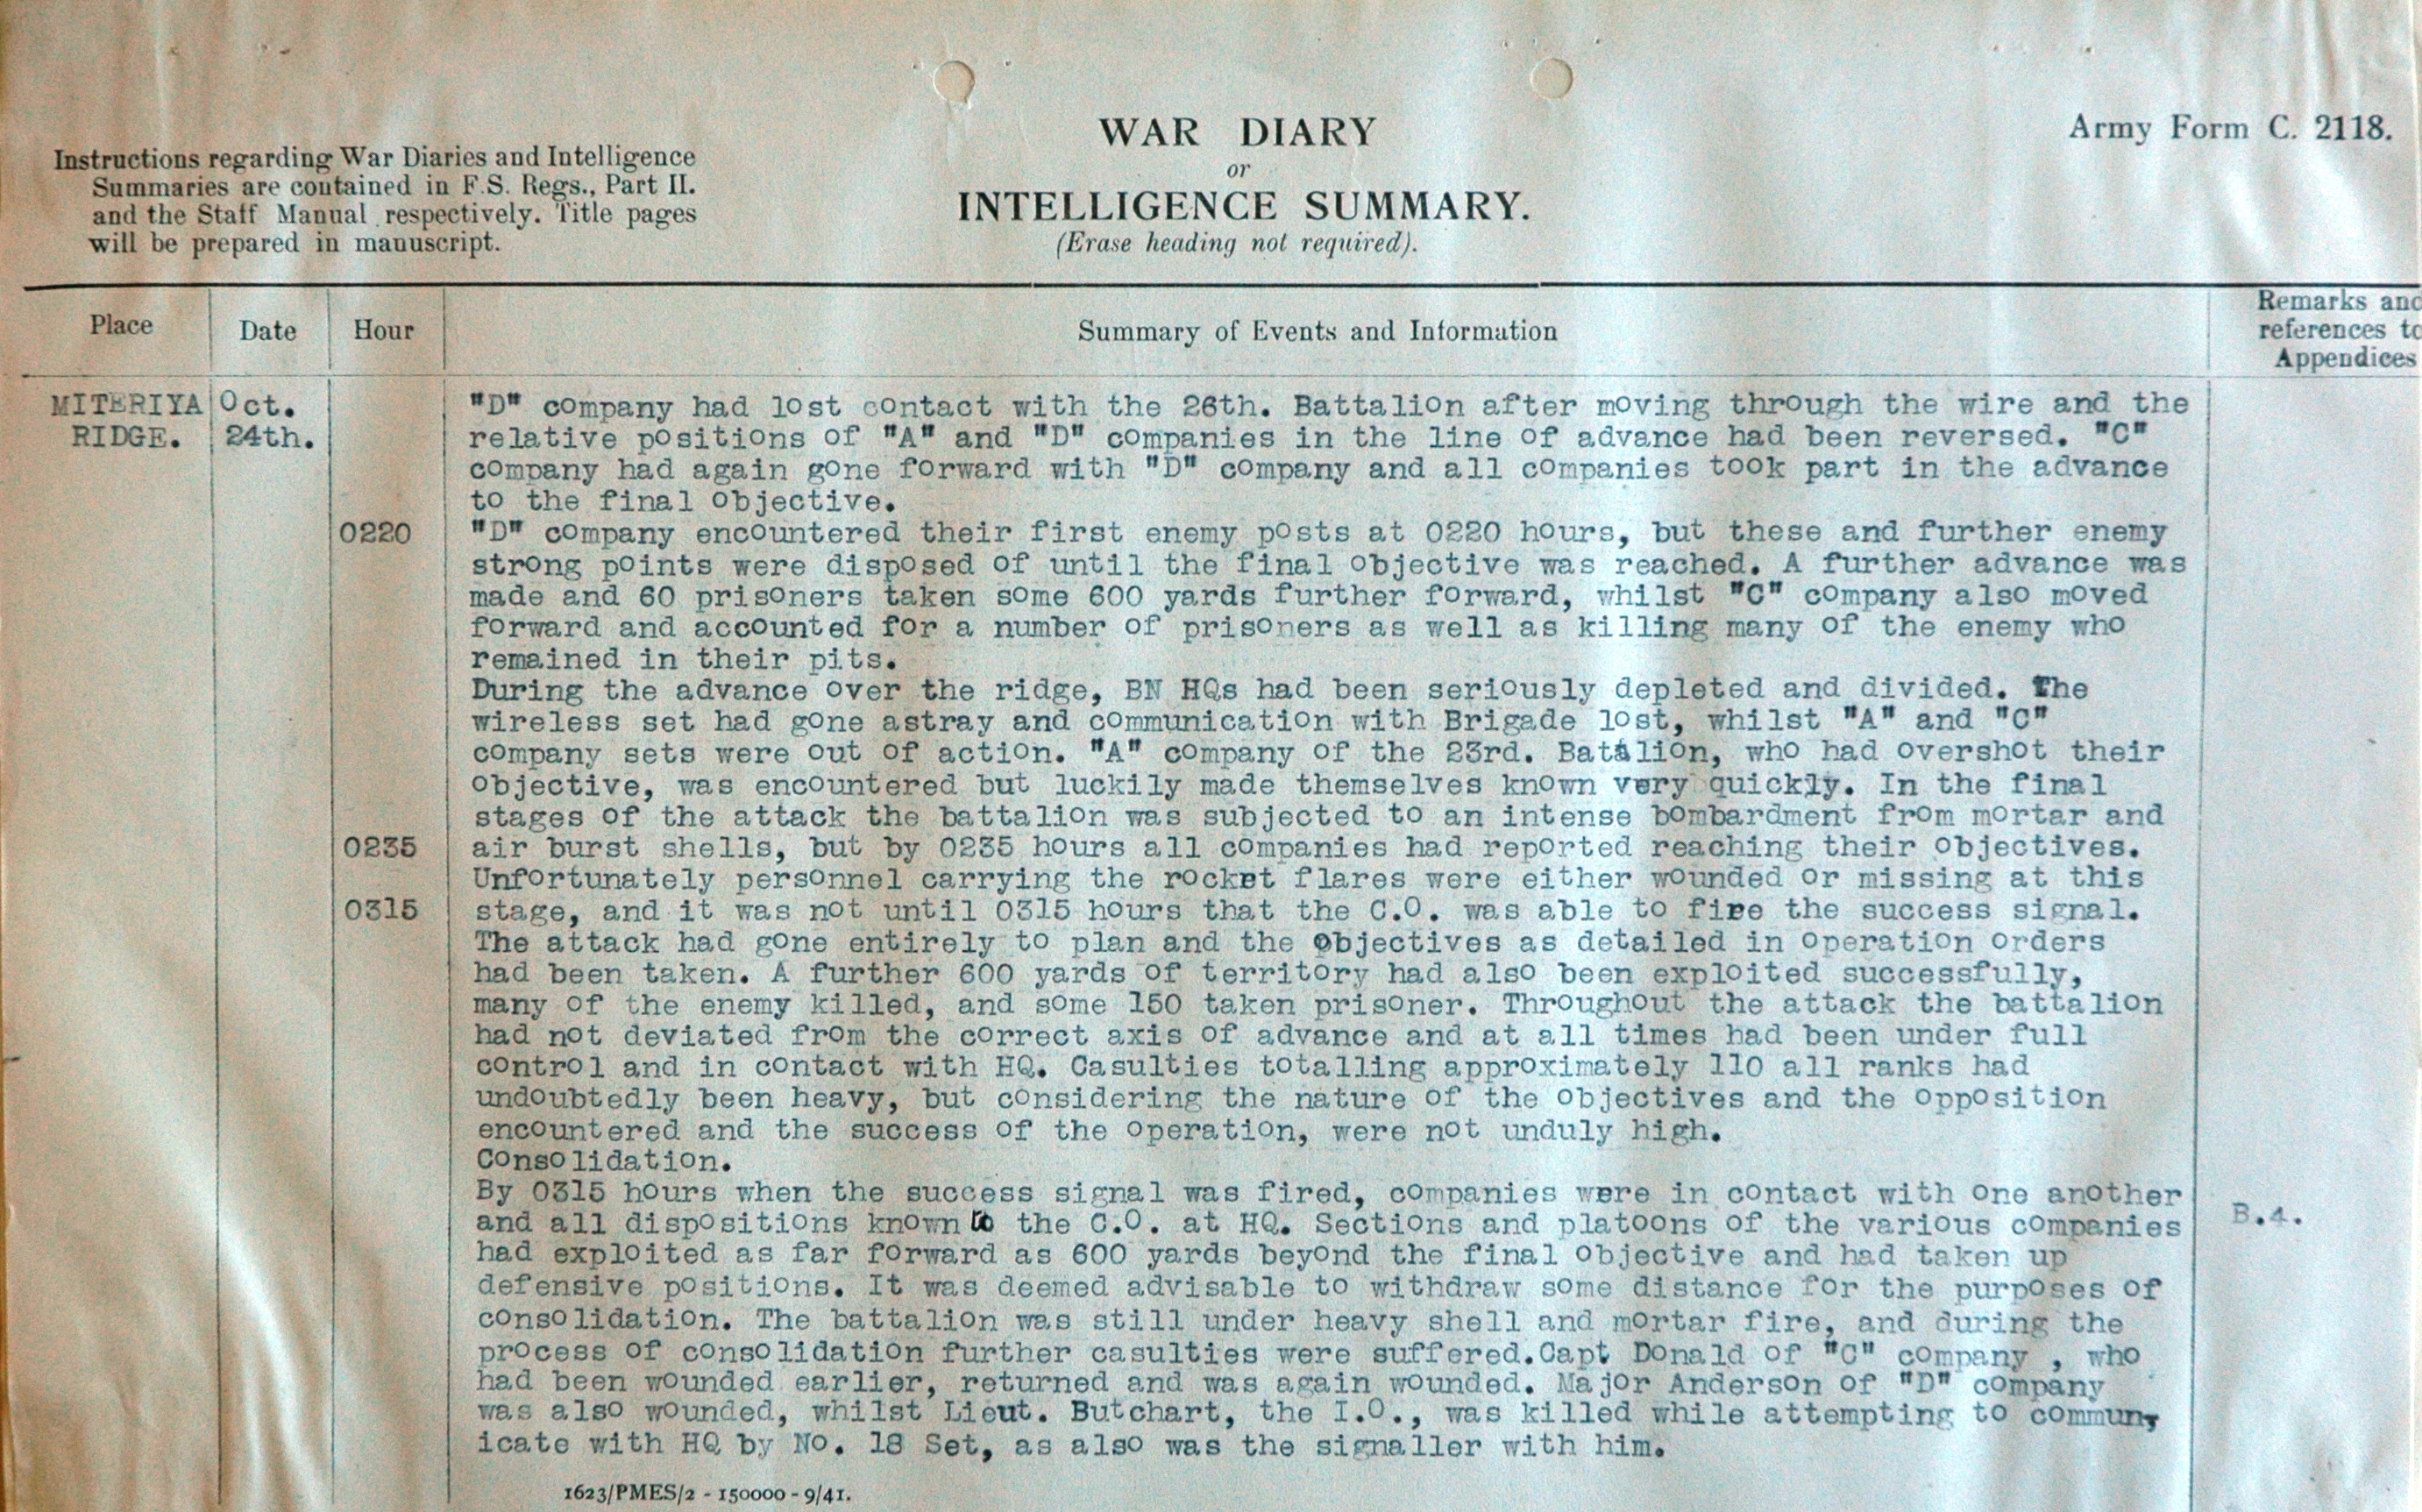 WAR DIARY
or
INTELLIGENCE SUMMARY.
(Erase heading not required).
Army Form C. 2118.
Instructions regarding War Diaries and Intelligence
Summaries are contained in F.S. Regs., Part II.
and the Staff Manual respectively. Title pages
will be prepared in manuscript.
Place
Date
Hour
Summary of Events and Information
Remarks and
references to
Appendices
MITERIYA
RIDGE.
Oct.
24th.
"D" company had lost contact with the 26th. Battalion after moving through the wire and the
relative positions of "A" and "D" companies in the line of advance had been reversed. "C"
company had again gone forward with "D" company and all companies took part in the advance
to the final objective.
0220
"D" company encountered their first enemy posts at 0220 hours, but these and further enemy
strong points were disposed of until the final objective was reached. A further advance was
made and 60 prisoners taken some 600 yards further forward, whilst "C" company also moved
forward and accounted for a number of prisoners as well as killing many of the enemy who
remained in their pits.
During the advance over the ridge, BN HQs had been seriously depleted and divided. The
wireless set had gone astray and communication with Brigade lost, whilst "A" and "C"
company sets were out of action. "A" company of the 23rd. Batalion, who had overshot their
objective, was encountered but luckily made themselves known very quickly. In the final
stages of the attack the battalion was subjected to an intense bombardment from mortar and
0235
air burst shells, but by 0235 hours all companies had reported reaching their objectives.
Unfortunately personnel carrying the rocket flares were either wounded or missing at this
0315
stage, and it was not until 0315 hours that the C.O. was able to fire the success signal.
The attack had gone entirely to plan and the objectives as detailed in operation orders
had been taken. A further 600 yards of territory had also been exploited successfully,
many of the enemy killed, and some 150 taken prisoner. Throughout the attack the battalion
had not deviated from the correct axis of advance and at all times had been under full
control and in contact with HQ. Casulties totalling approximately 110 all ranks had
undoubtedly been heavy, but considering the nature of the objectives and the opposition
encountered and the success of the operation, were not unduly high.
Consolidation.
By 0315 hours when the success signal was fired, companies were in contact with one another
and all dispositions known to the C.O. at HQ. Sections and platoons of the various companies
B.4.
had exploited as far forward as 600 yards beyond the final objective and had taken up
defensive positions. It was deemed advisable to withdraw some distance for the purposes of
consolidation. The battalion was still under heavy shell and mortar fire, and during the
process of consolidation further casulties were suffered.Capt Donald of "C" company , who
had been wounded earlier, returned and was again wounded. Major Anderson of "D" company
was also wounded, whilst Lieut. Butchart, the I.O., was killed while attempting to commun,
icate with HQ by No. 18 Set, as also was the signaller with him.
1623/PMES/2 - 150000 - 9/41.